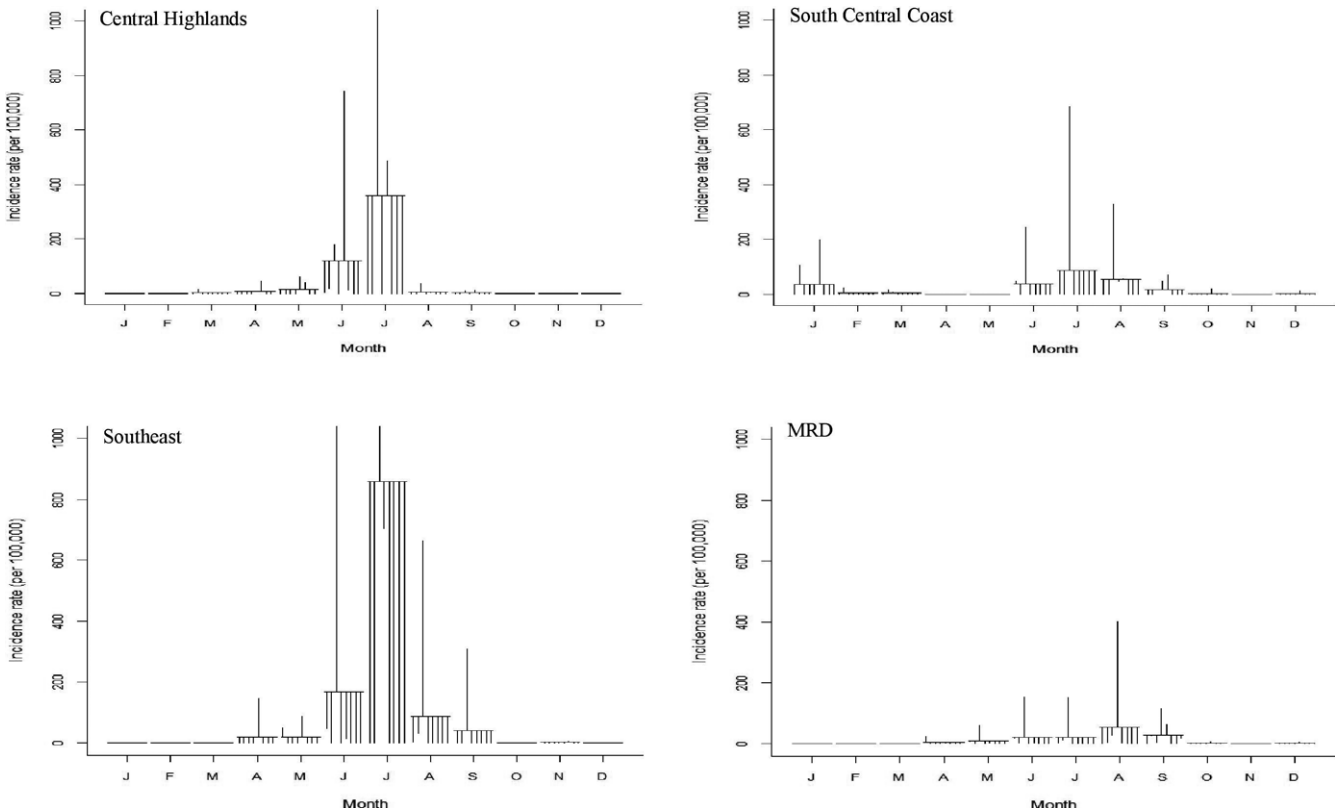 Central Highlands
Incidence rate (per 100,000)
1000
800
600
400
200
0
J F M A M J J A S O N D
Month
South Central Coast
Incidence rate (per 100,000)
1000
800
600
400
200
0
J F M A M J J A S O N D
Month
Southeast
Incidence rate (per 100,000)
1000
800
600
400
200
0
J F M A M J J A S O N D
Month
MRD
Incidence rate (per 100,000)
1000
800
600
400
200
0
J F M A M J J A S O N D
Month